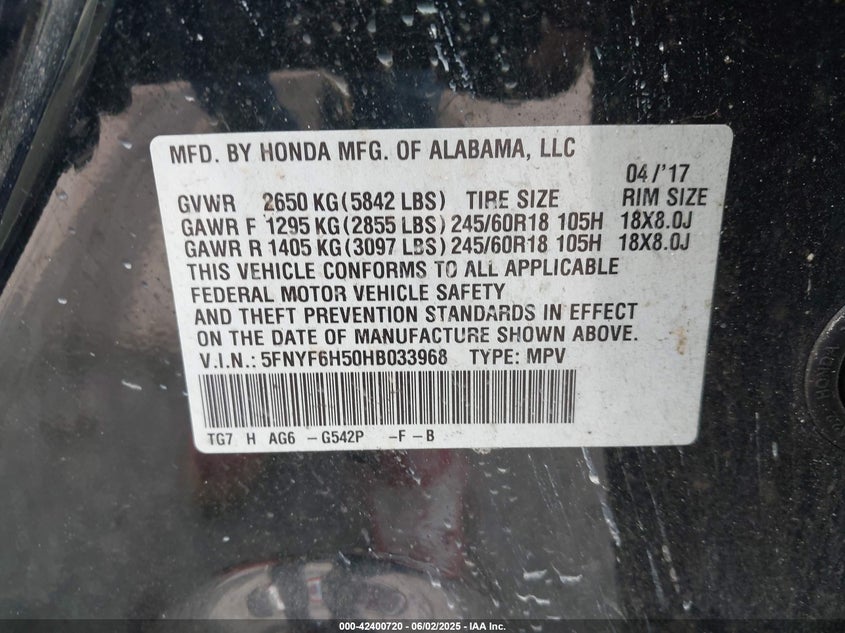 MFD. BY HONDA MFG. OF ALABAMA, LLC
04/'17
GVWR 2650 KG(5842 LBS) TIRE SIZE RIM SIZE
GAWR F 1295 KG(2855 LBS) 245/60R18 105H 18X8.0J
GAWR R 1405 KG(3097 LBS) 245/60R18 105H 18X8.0J
THIS VEHICLE CONFORMS TO ALL APPLICABLE
FEDERAL MOTOR VEHICLE SAFETY
AND THEFT PREVENTION STANDARDS IN EFFECT
ON THE DATE OF MANUFACTURE SHOWN ABOVE.
V.I.N.: 5FNYF6H50HB033968 TYPE: MPV
TG7 H AG6 -G542P -F-B
000-42400720 - 06/02/2025 - IAA Inc.